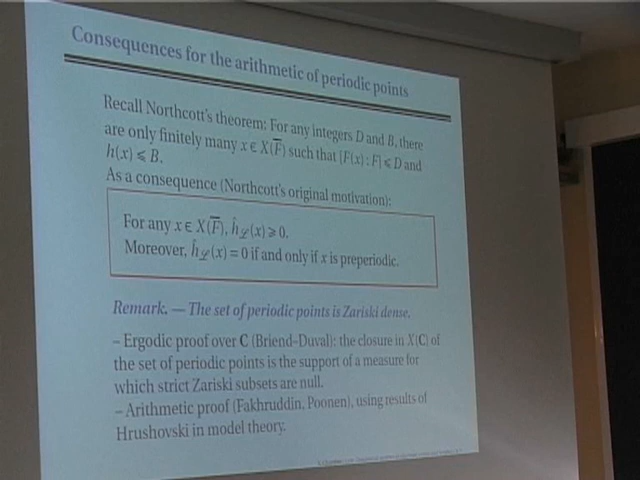 Consequences for the arithmetic of periodic points
Recall Northcott's theorem: For any integers D and B, there
are only finitely many x ∈ X(F̅) such that [F(x) : F] ⩽ D and
h(x) ⩽ B.
As a consequence (Northcott's original motivation):
For any x ∈ X(F̅), ĥ_ℒ(x) ⩾ 0.
Moreover, ĥ_ℒ(x) = 0 if and only if x is preperiodic.
Remark. — The set of periodic points is Zariski dense.
– Ergodic proof over C (Briend–Duval): the closure in X(C) of
the set of periodic points is the support of a measure for
which strict Zariski subsets are null.
– Arithmetic proof (Fakhruddin, Poonen), using results of
Hrushovski in model theory.